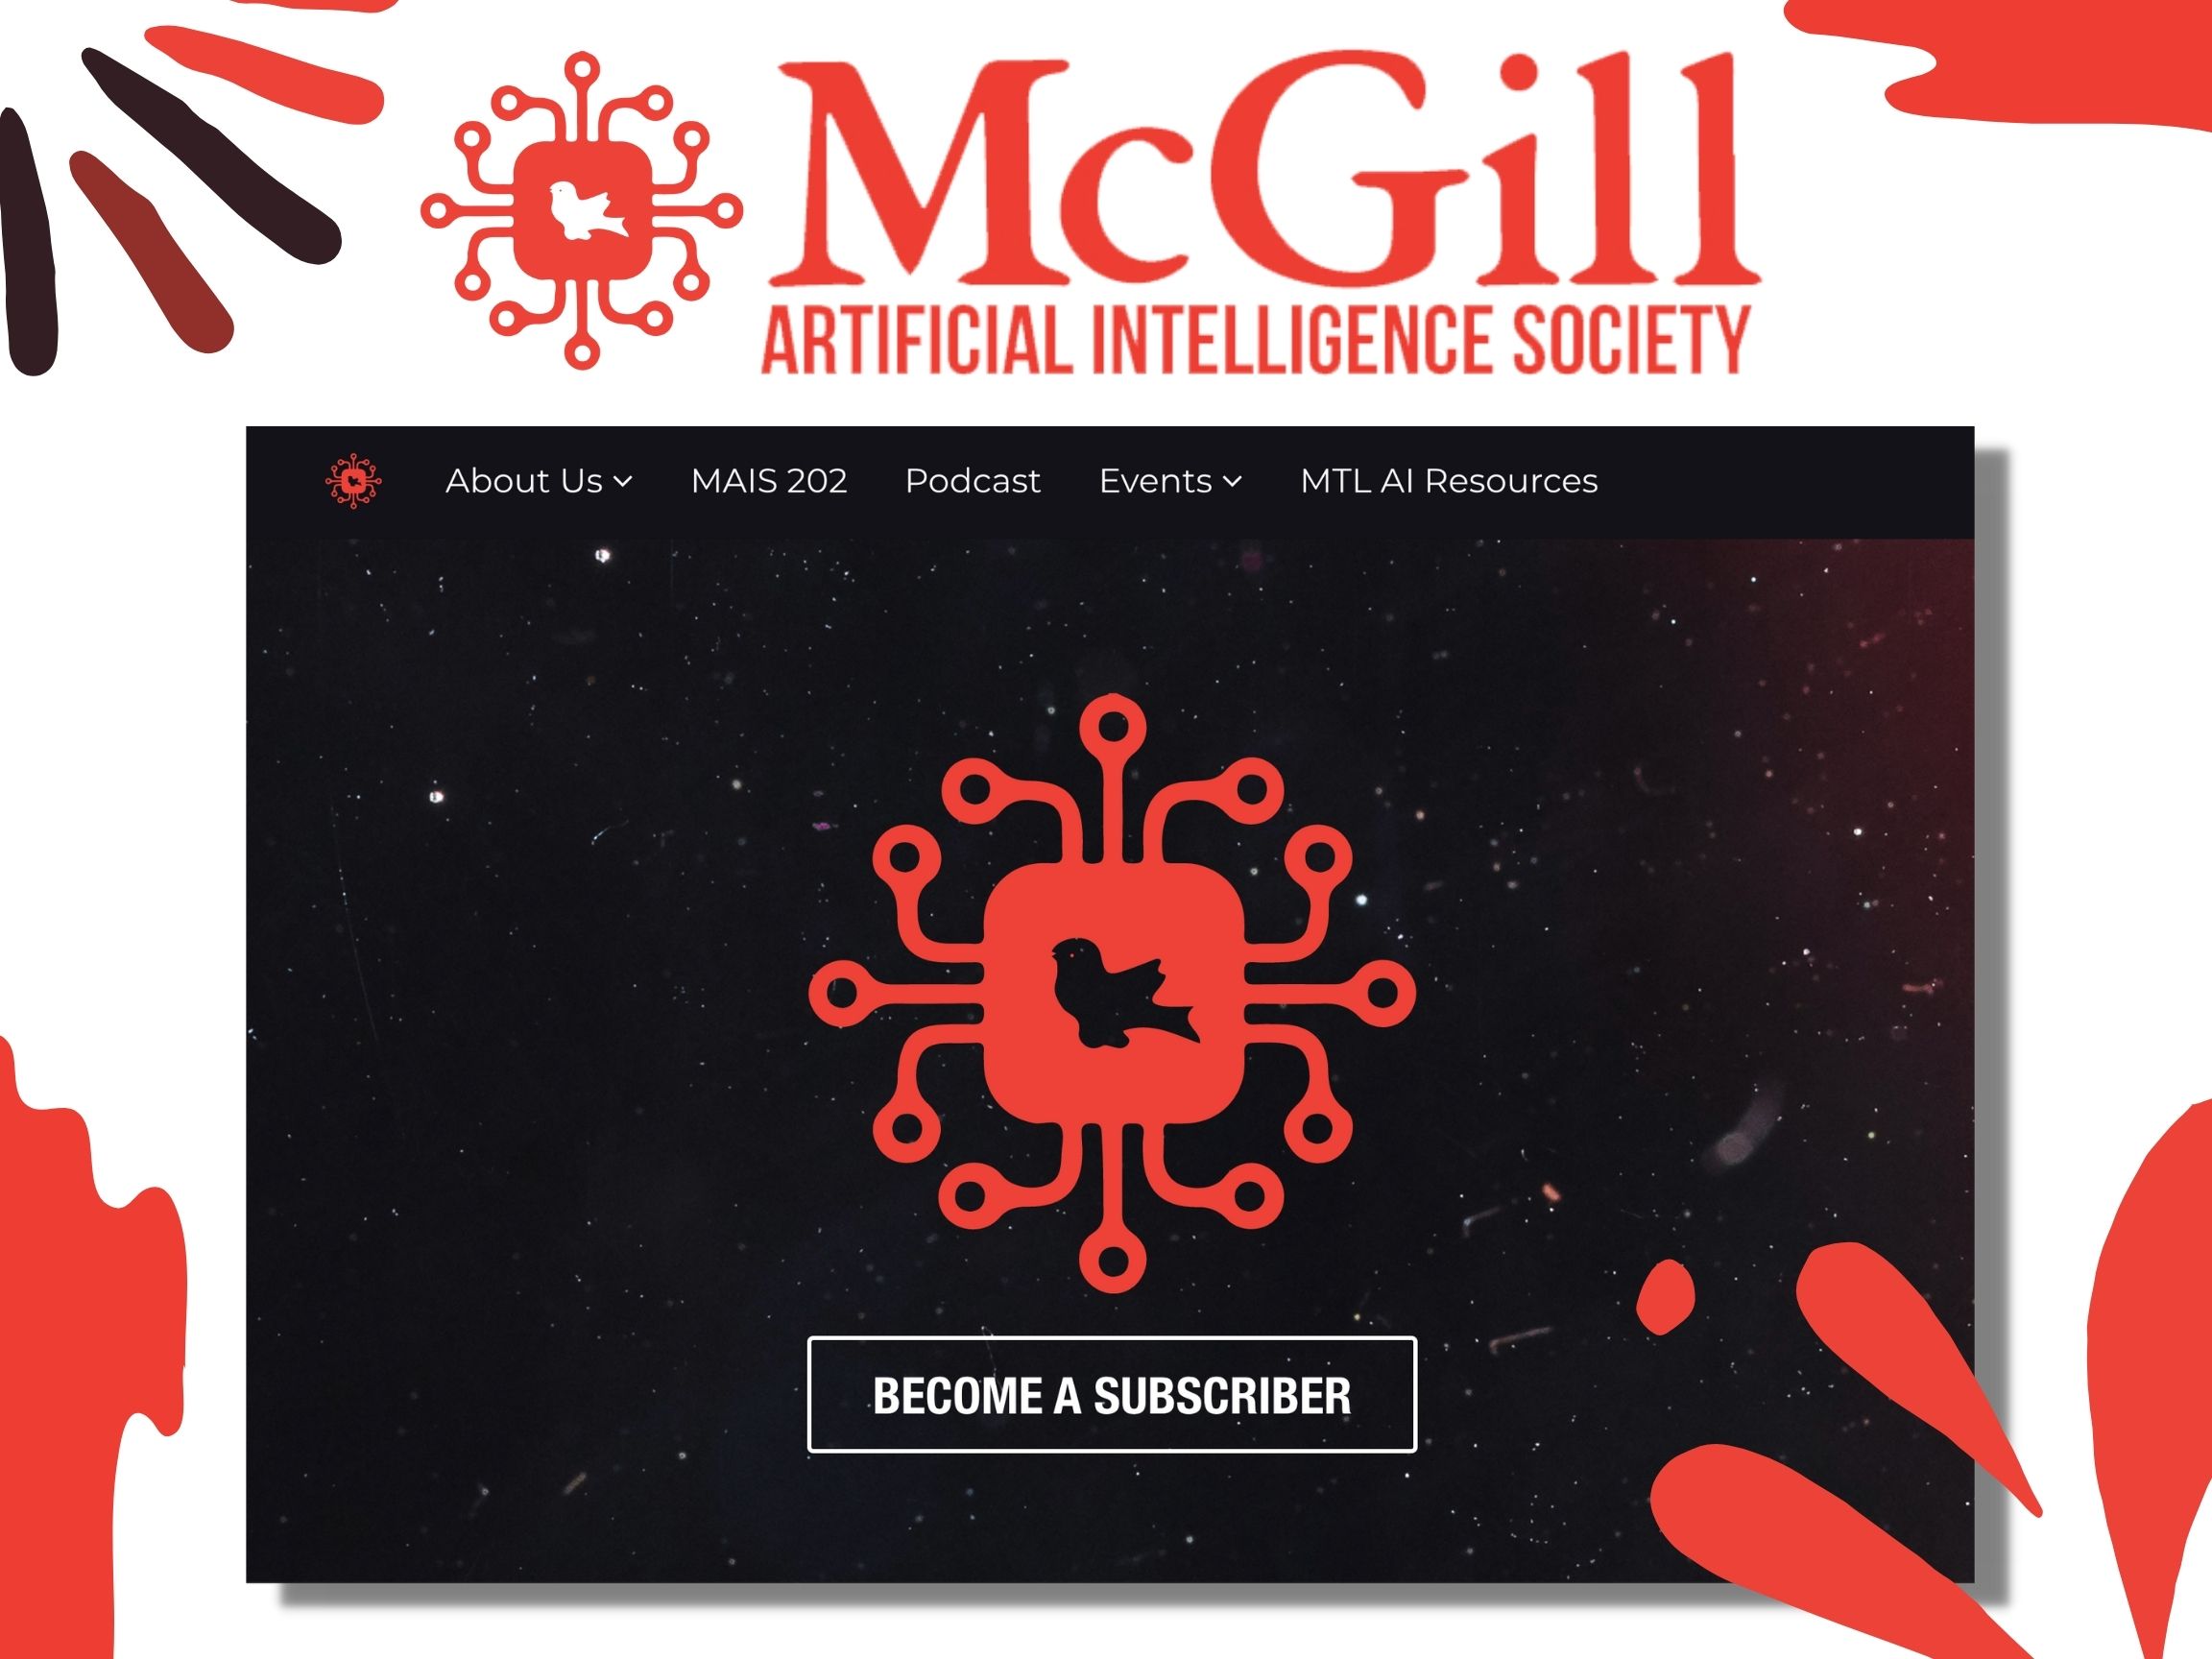 McGill
ARTIFICIAL INTELLIGENCE SOCIETY
About Us MAIS 202 Podcast Events MTL AI Resources
BECOME A SUBSCRIBER